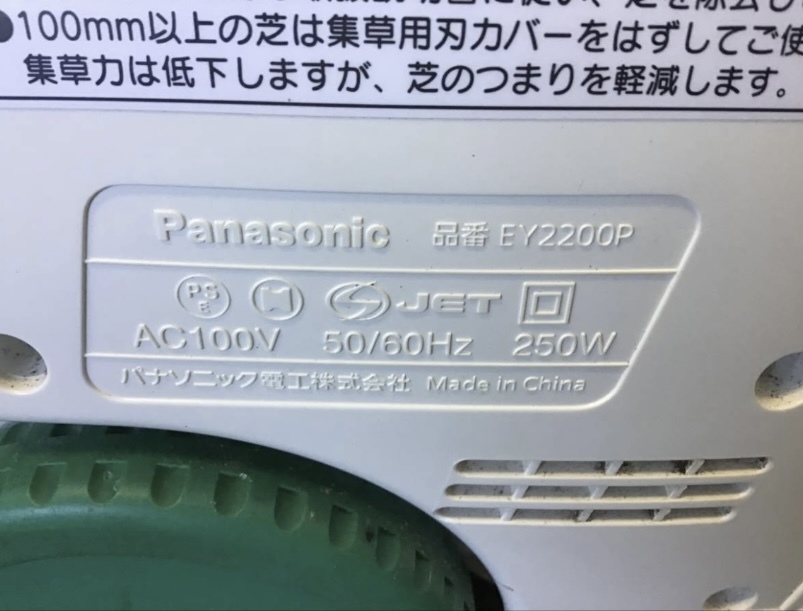 ●100mm以上の芝は集草用刃カバーをはずしてご使
集草力は低下しますが、芝のつまりを軽減します。
Panasonic 品番 EY2200P
PS E JET
AC100V 50/60Hz 250W
パナソニック電工株式会社 Made in China